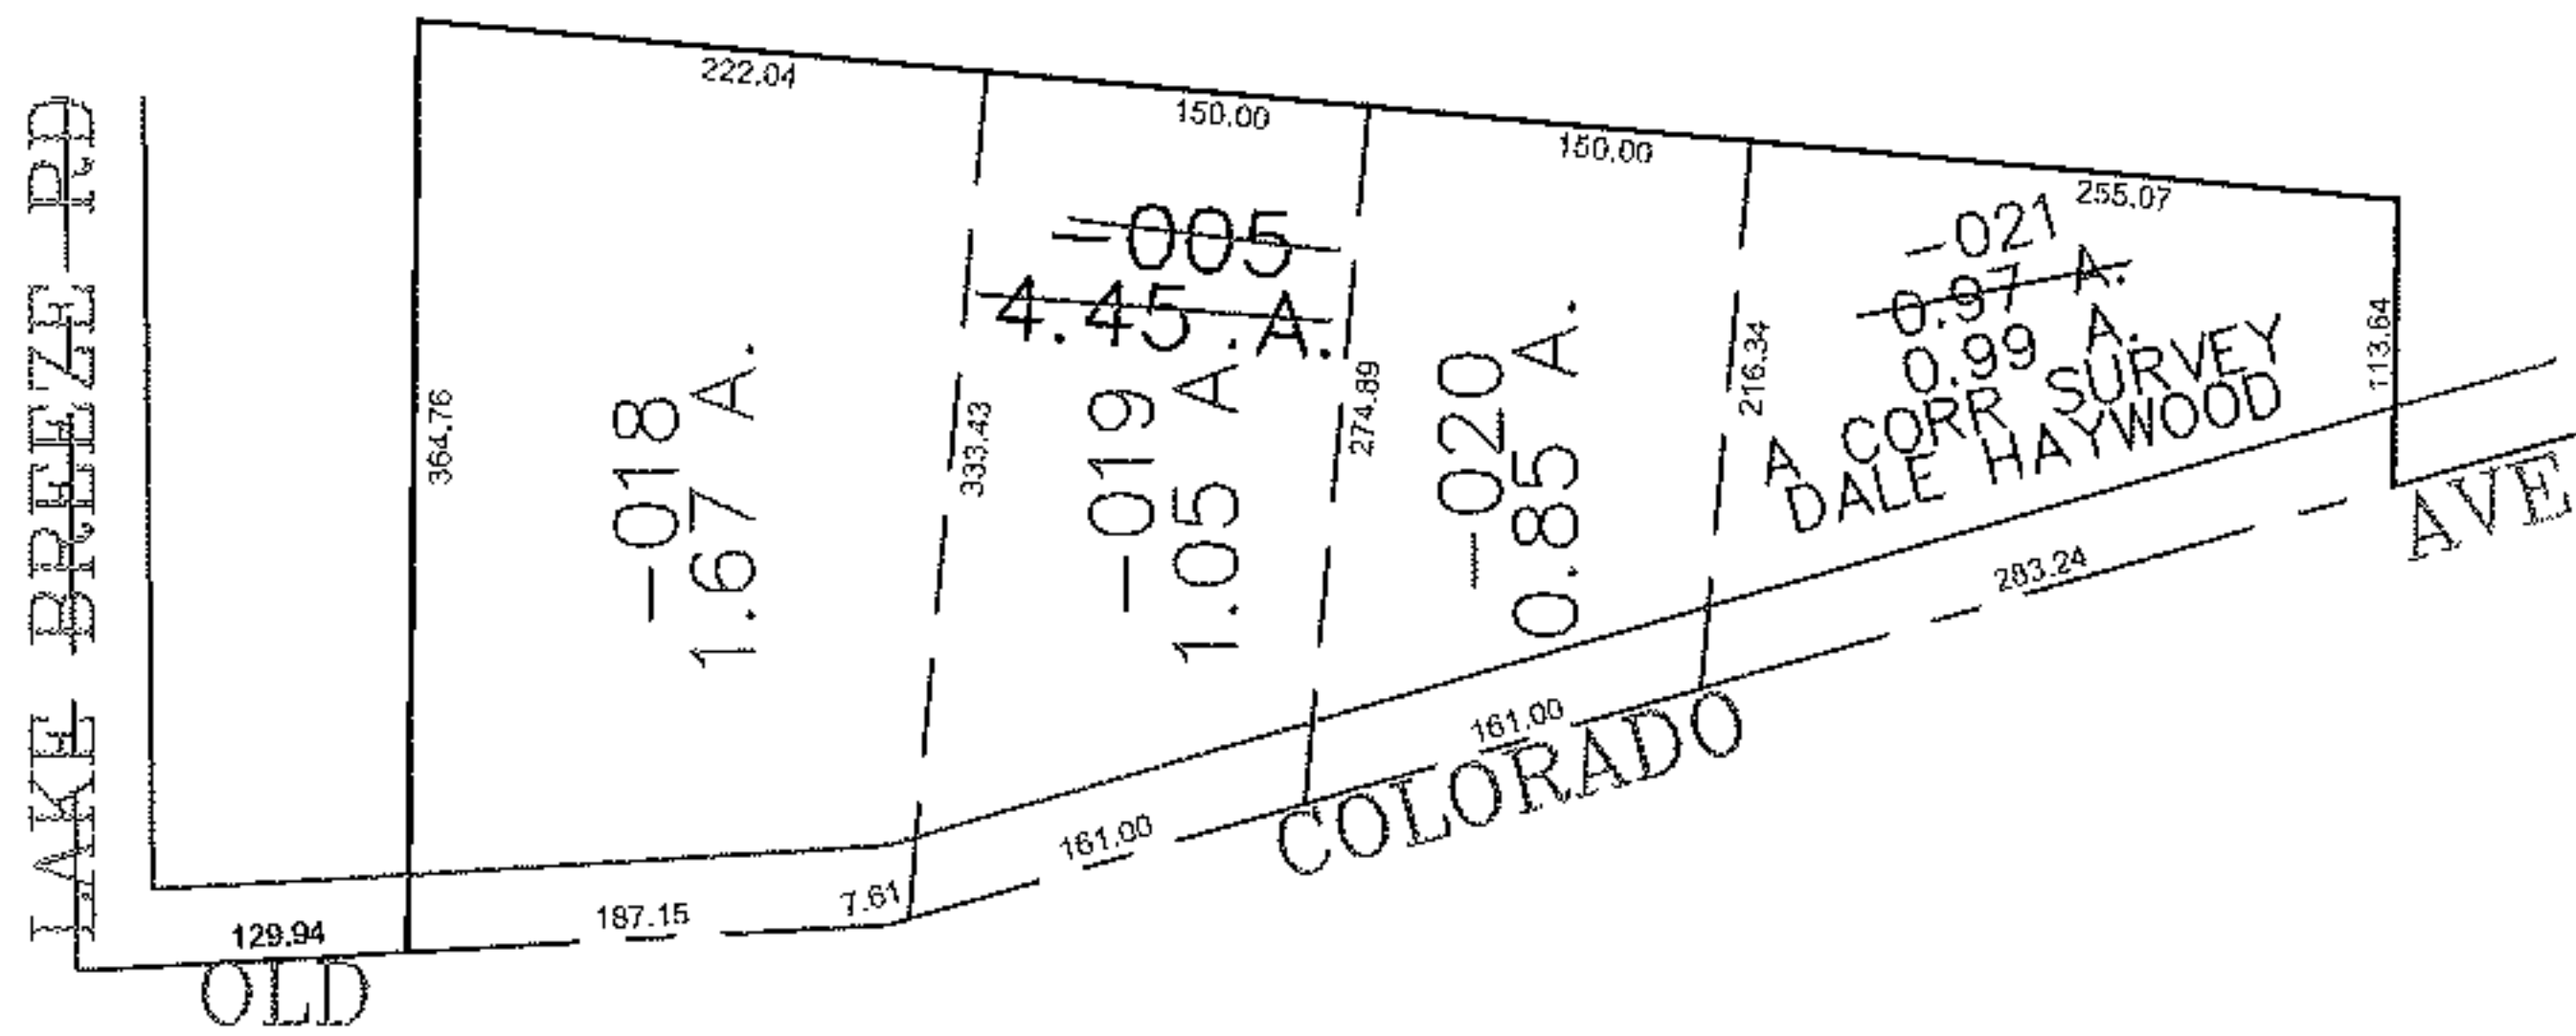 222.04
150.00
150.00
255.07
LAKE BREEZE RD
364.76
-018
1.67 A.
333.43
-005
4.45 A.
-019
1.05 A.
274.89
-020
0.85 A.
216.34
-021
0.97 A.
0.99 A.
A CORR SURVEY
DALE HAYWOOD
113.64
129.94
187.15
7.61
161.00
161.00
283.24
OLD COLORADO AVE